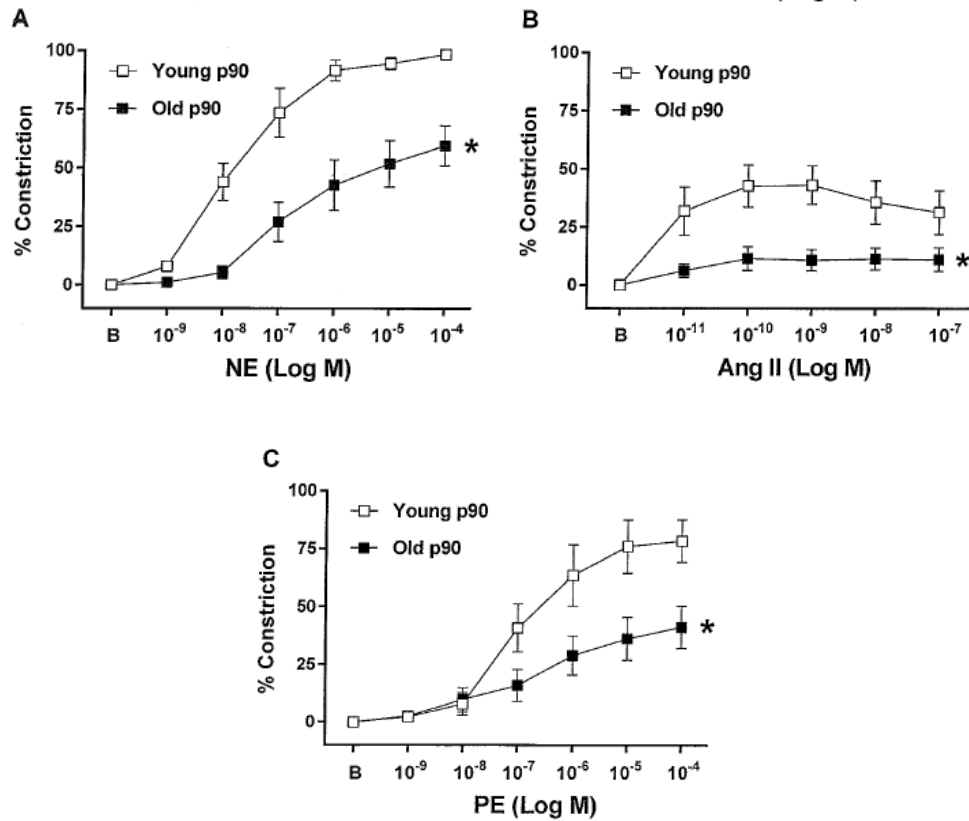 A
100
75
50
25
0
% Constriction
Young p90
Old p90
*
B 10⁻⁹ 10⁻⁸ 10⁻⁷ 10⁻⁶ 10⁻⁵ 10⁻⁴
NE (Log M)
B
100
75
50
25
0
% Constriction
Young p90
Old p90
*
B 10⁻¹¹ 10⁻¹⁰ 10⁻⁹ 10⁻⁸ 10⁻⁷
Ang II (Log M)
C
100
75
50
25
0
% Constriction
Young p90
Old p90
*
B 10⁻⁹ 10⁻⁸ 10⁻⁷ 10⁻⁶ 10⁻⁵ 10⁻⁴
PE (Log M)